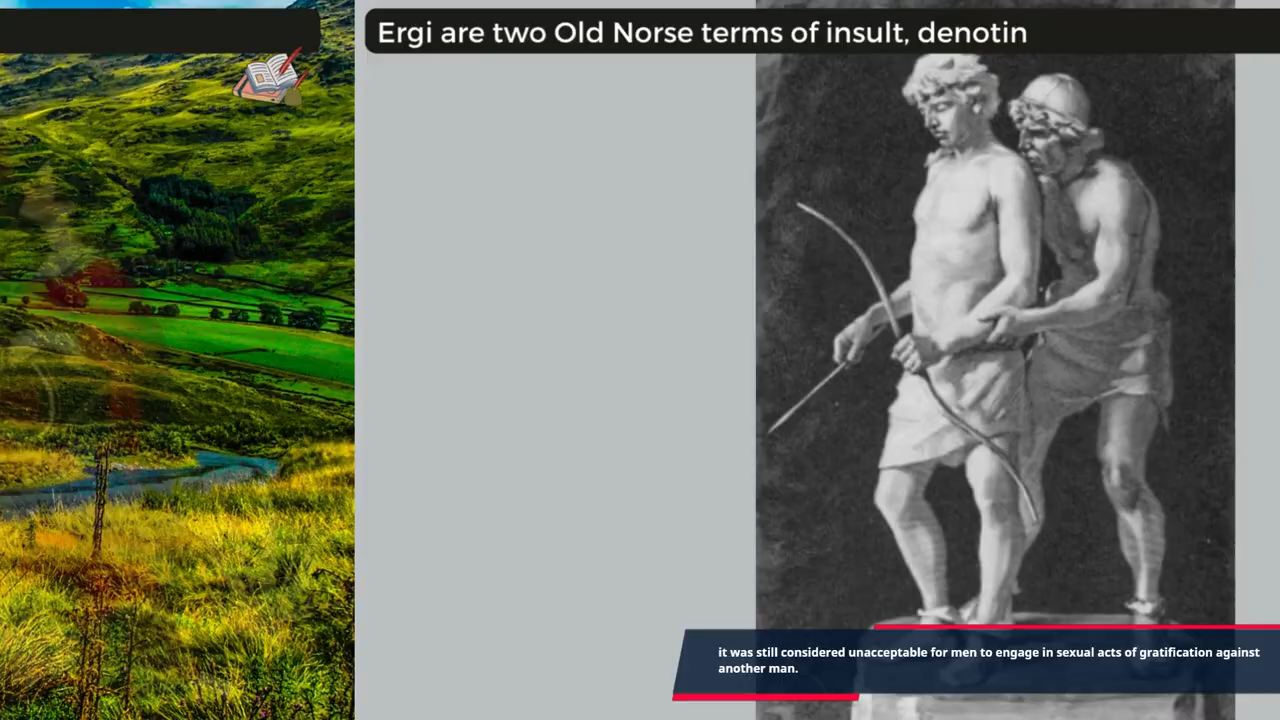 Ergi are two Old Norse terms of insult, denotin
it was still considered unacceptable for men to engage in sexual acts of gratification against
another man.